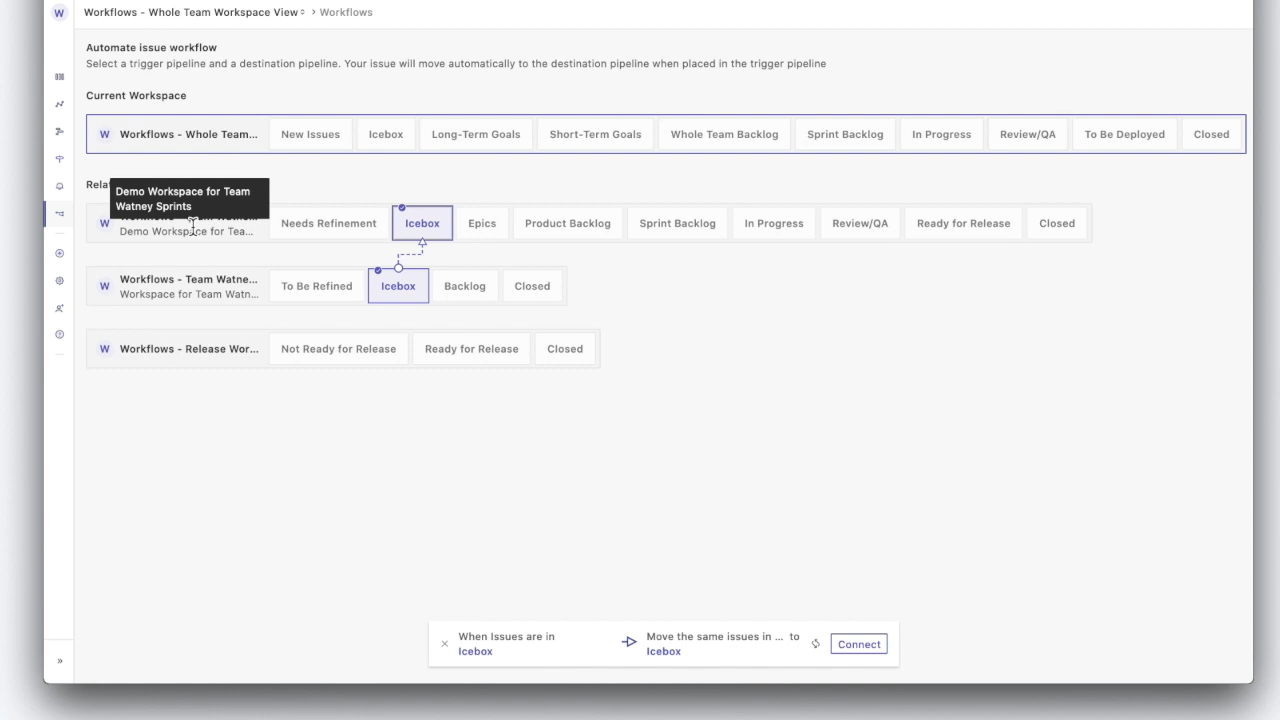 W Workflows - Whole Team Workspace View > Workflows
Automate issue workflow
Select a trigger pipeline and a destination pipeline. Your issue will move automatically to the destination pipeline when placed in the trigger pipeline
Current Workspace
W Workflows - Whole Team... New Issues Icebox Long-Term Goals Short-Term Goals Whole Team Backlog Sprint Backlog In Progress Review/QA To Be Deployed Closed
Rela
Demo Workspace for Team
Watney Sprints
W Needs Refinement Icebox Epics Product Backlog Sprint Backlog In Progress Review/QA Ready for Release Closed
Demo Workspace for Tea...
W Workflows - Team Watne... To Be Refined Icebox Backlog Closed
Workspace for Team Watn...
W Workflows - Release Wor... Not Ready for Release Ready for Release Closed
When Issues are in
Icebox
Move the same issues in ... to
Icebox
Connect
»